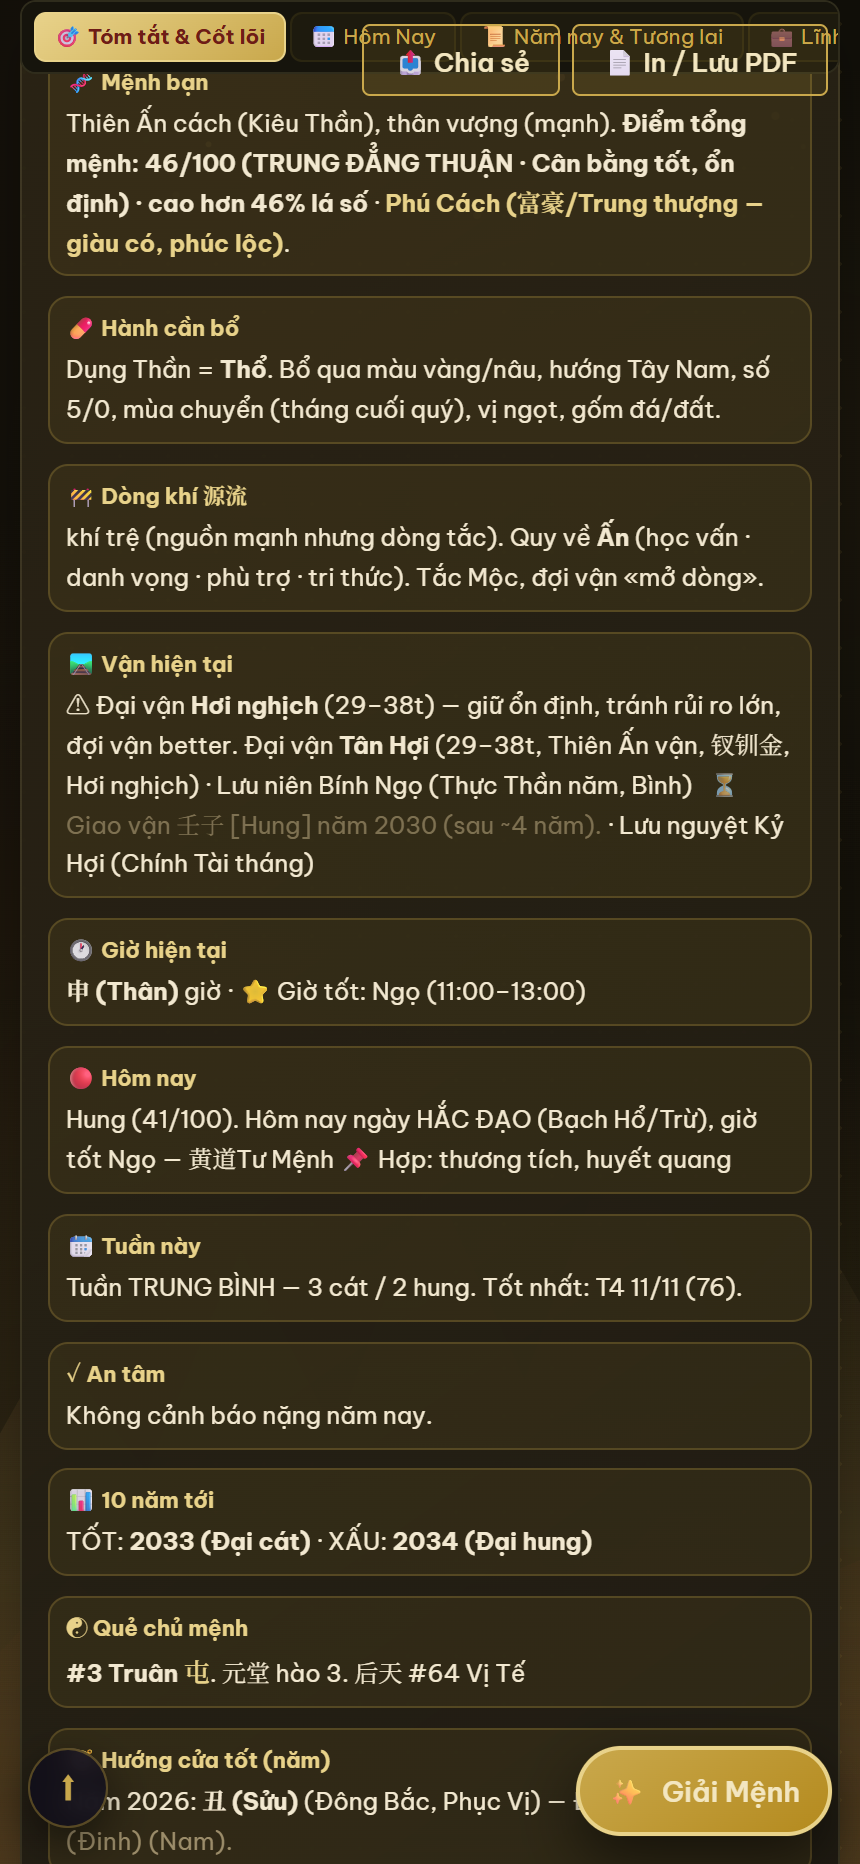 Tóm tắt & Cốt lõi
Hôm Nay
Năm nay & Tương lai
Lĩnh
Chia sẻ
In / Lưu PDF
Mệnh bạn
Thiên Ấn cách (Kiêu Thần), thân vượng (mạnh). Điểm tổng
mệnh: 46/100 (TRUNG ĐẲNG THUẬN · Cân bằng tốt, ổn
định) · cao hơn 46% lá số · Phú Cách (富豪/Trung thượng —
giàu có, phúc lộc).
Hành cần bổ
Dụng Thần = Thổ. Bổ qua màu vàng/nâu, hướng Tây Nam, số
5/0, mùa chuyển (tháng cuối quý), vị ngọt, gốm đá/đất.
Dòng khí 源流
khí trệ (nguồn mạnh nhưng dòng tắc). Quy về Ấn (học vấn ·
danh vọng · phù trợ · tri thức). Tắc Mộc, đợi vận «mở dòng».
Vận hiện tại
⚠ Đại vận Hơi nghịch (29–38t) — giữ ổn định, tránh rủi ro lớn,
đợi vận better. Đại vận Tân Hợi (29–38t, Thiên Ấn vận, 钗钏金,
Hơi nghịch) · Lưu niên Bính Ngọ (Thực Thần năm, Bình) ⏳
Giao vận 壬子 [Hung] năm 2030 (sau ~4 năm). · Lưu nguyệt Kỷ
Hợi (Chính Tài tháng)
Giờ hiện tại
申 (Thân) giờ · ⭐ Giờ tốt: Ngọ (11:00–13:00)
Hôm nay
Hung (41/100). Hôm nay ngày HẮC ĐẠO (Bạch Hổ/Trừ), giờ
tốt Ngọ — 黄道Tư Mệnh 📌 Hợp: thương tích, huyết quang
Tuần này
Tuần TRUNG BÌNH — 3 cát / 2 hung. Tốt nhất: T4 11/11 (76).
√ An tâm
Không cảnh báo nặng năm nay.
10 năm tới
TỐT: 2033 (Đại cát) · XẤU: 2034 (Đại hung)
☯ Quẻ chủ mệnh
#3 Truân 屯. 元堂 hào 3. 后天 #64 Vị Tế
Hướng cửa tốt (năm)
2026: 丑 (Sửu) (Đông Bắc, Phục Vị) —
(Đinh) (Nam).
Giải Mệnh